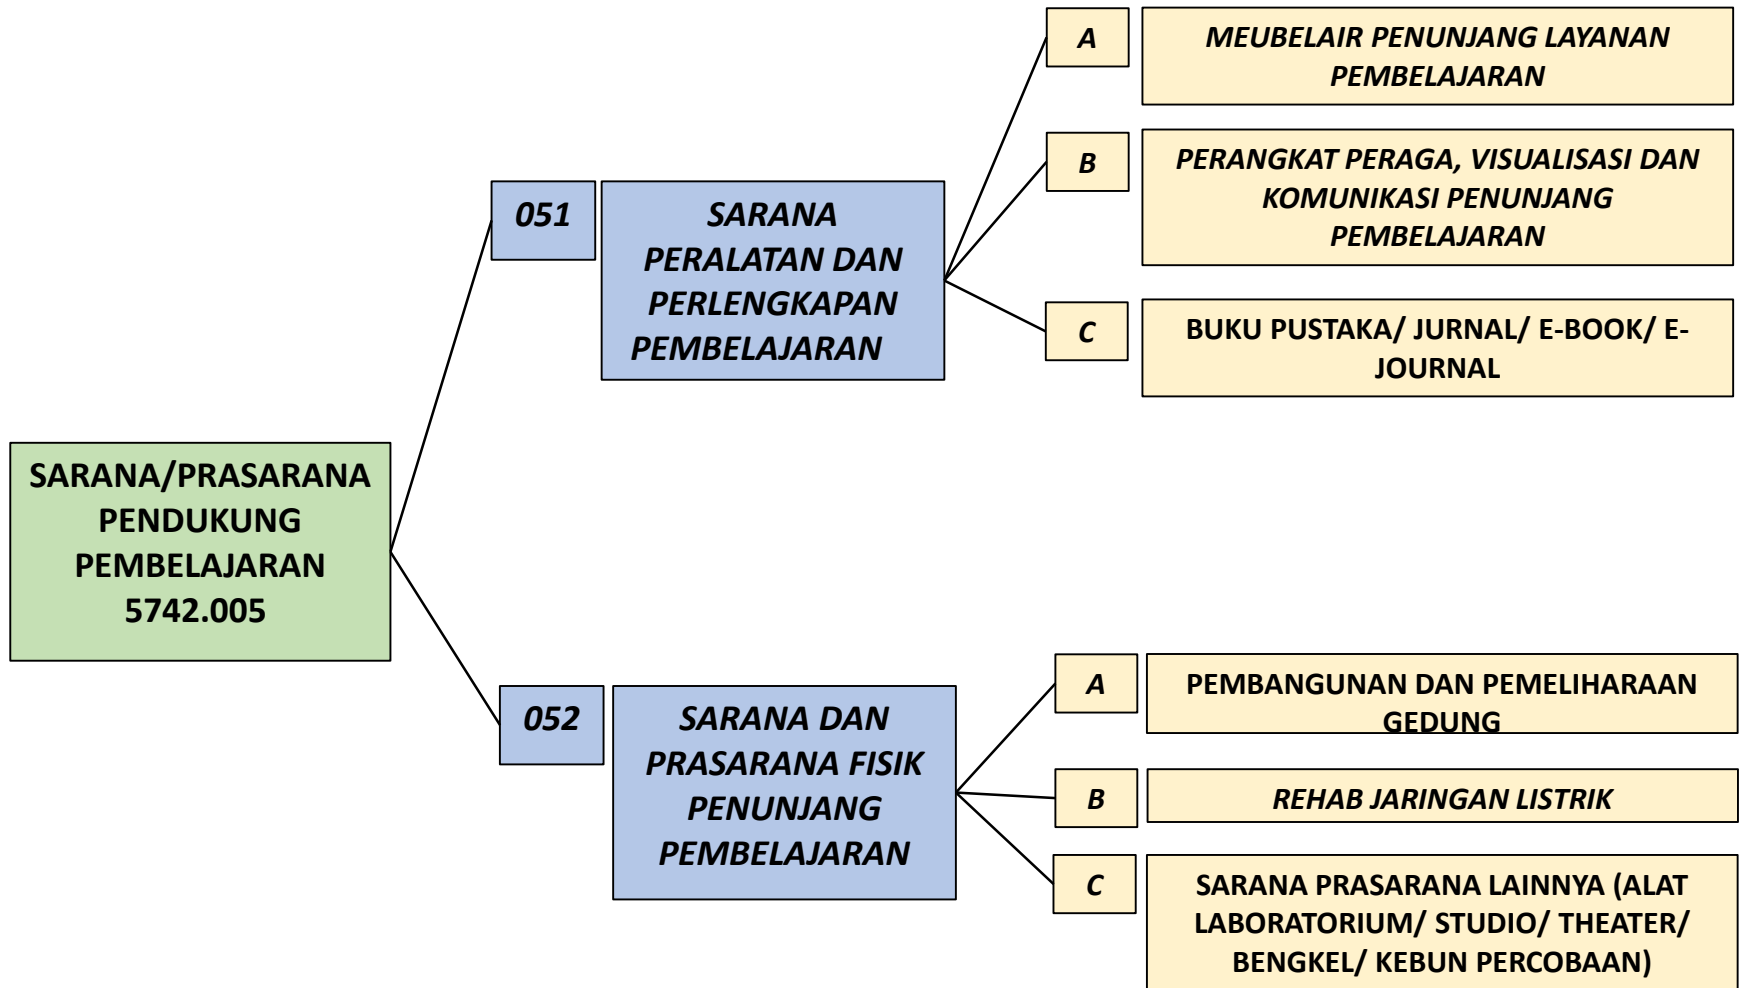 A
MEUBELAIR PENUNJANG LAYANAN
PEMBELAJARAN
B
PERANGKAT PERAGA, VISUALISASI DAN
KOMUNIKASI PENUNJANG
PEMBELAJARAN
051
SARANA
PERALATAN DAN
PERLENGKAPAN
PEMBELAJARAN
C
BUKU PUSTAKA/ JURNAL/ E-BOOK/ E-
JOURNAL
SARANA/PRASARANA
PENDUKUNG
PEMBELAJARAN
5742.005
052
SARANA DAN
PRASARANA FISIK
PENUNJANG
PEMBELAJARAN
A
PEMBANGUNAN DAN PEMELIHARAAN
GEDUNG
B
REHAB JARINGAN LISTRIK
C
SARANA PRASARANA LAINNYA (ALAT
LABORATORIUM/ STUDIO/ THEATER/
BENGKEL/ KEBUN PERCOBAAN)